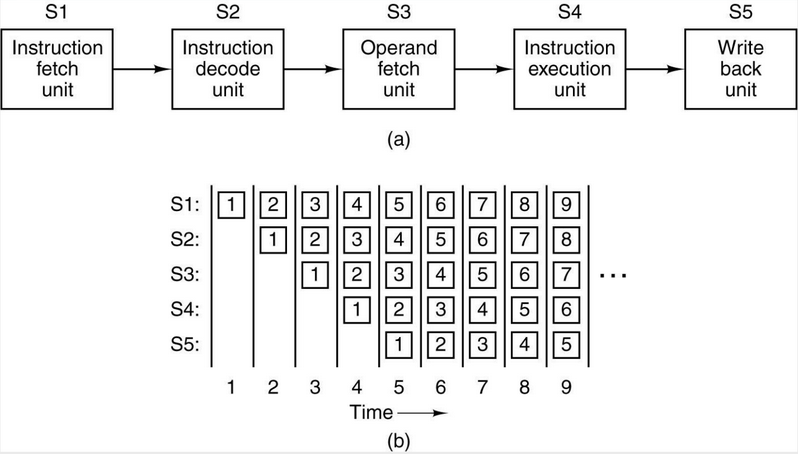 S1 S2 S3 S4 S5
Instruction fetch unit
Instruction decode unit
Operand fetch unit
Instruction execution unit
Write back unit
(a)
S1: 1 2 3 4 5 6 7 8 9
S2: 1 2 3 4 5 6 7 8
S3: 1 2 3 4 5 6 7 ...
S4: 1 2 3 4 5 6
S5: 1 2 3 4 5
1 2 3 4 5 6 7 8 9
Time
(b)